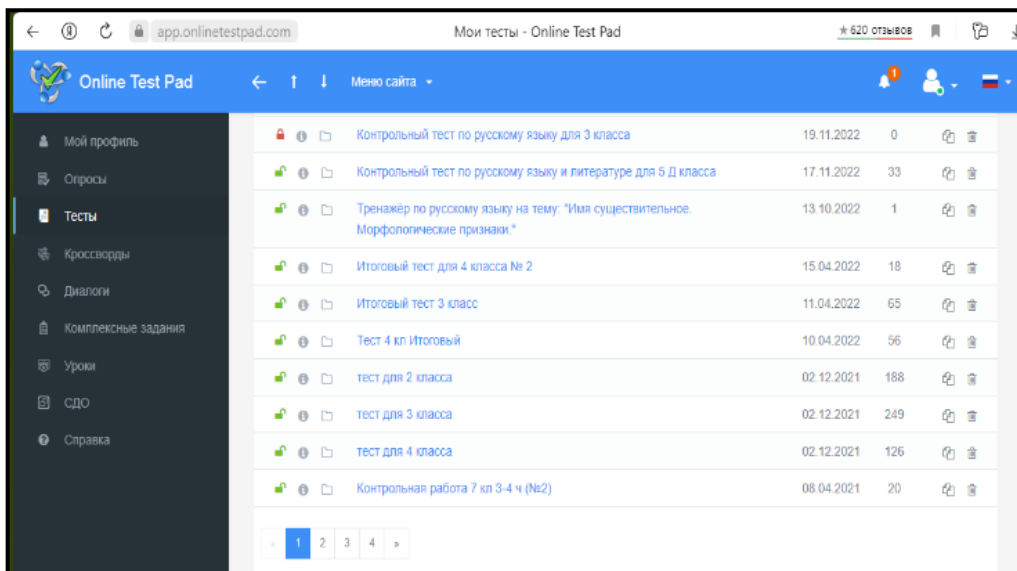 app.onlinetestpad.com Мои тесты - Online Test Pad ★ 620 отзывов
Online Test Pad Меню сайта 1
Мой профиль
Опросы
Тесты
Кроссворды
Диалоги
Комплексные задания
Уроки
СДО
Справка
Контрольный тест по русскому языку для 3 класса 19.11.2022 0
Контрольный тест по русскому языку и литературе для 5 Д класса 17.11.2022 33
Тренажёр по русскому языку на тему: "Имя существительное. 13.10.2022 1
Морфологические признаки."
Итоговый тест для 4 класса № 2 15.04.2022 18
Итоговый тест 3 класс 11.04.2022 65
Тест 4 кл Итоговый 10.04.2022 56
тест для 2 класса 02.12.2021 188
тест для 3 класса 02.12.2021 249
тест для 4 класса 02.12.2021 126
Контрольная работа 7 кл 3-4 ч (№2) 08.04.2021 20
« 1 2 3 4 »